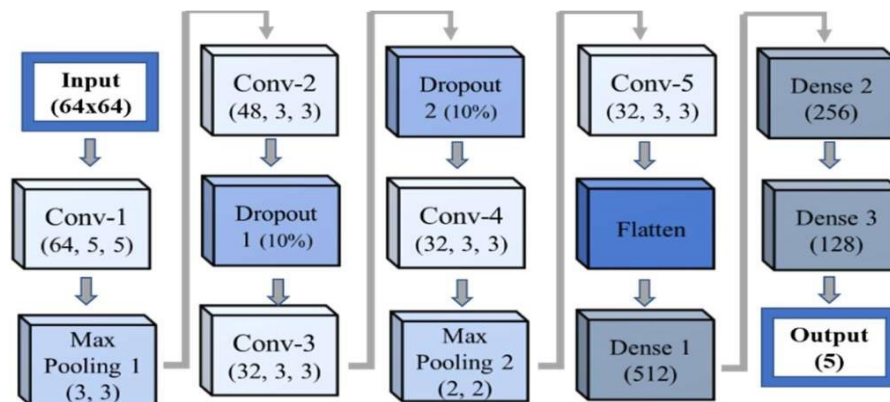 Input
(64x64)
Conv-1
(64, 5, 5)
Max
Pooling 1
(3, 3)
Conv-2
(48, 3, 3)
Dropout
1 (10%)
Conv-3
(32, 3, 3)
Dropout
2 (10%)
Conv-4
(32, 3, 3)
Max
Pooling 2
(2, 2)
Conv-5
(32, 3, 3)
Flatten
Dense 1
(512)
Dense 2
(256)
Dense 3
(128)
Output
(5)